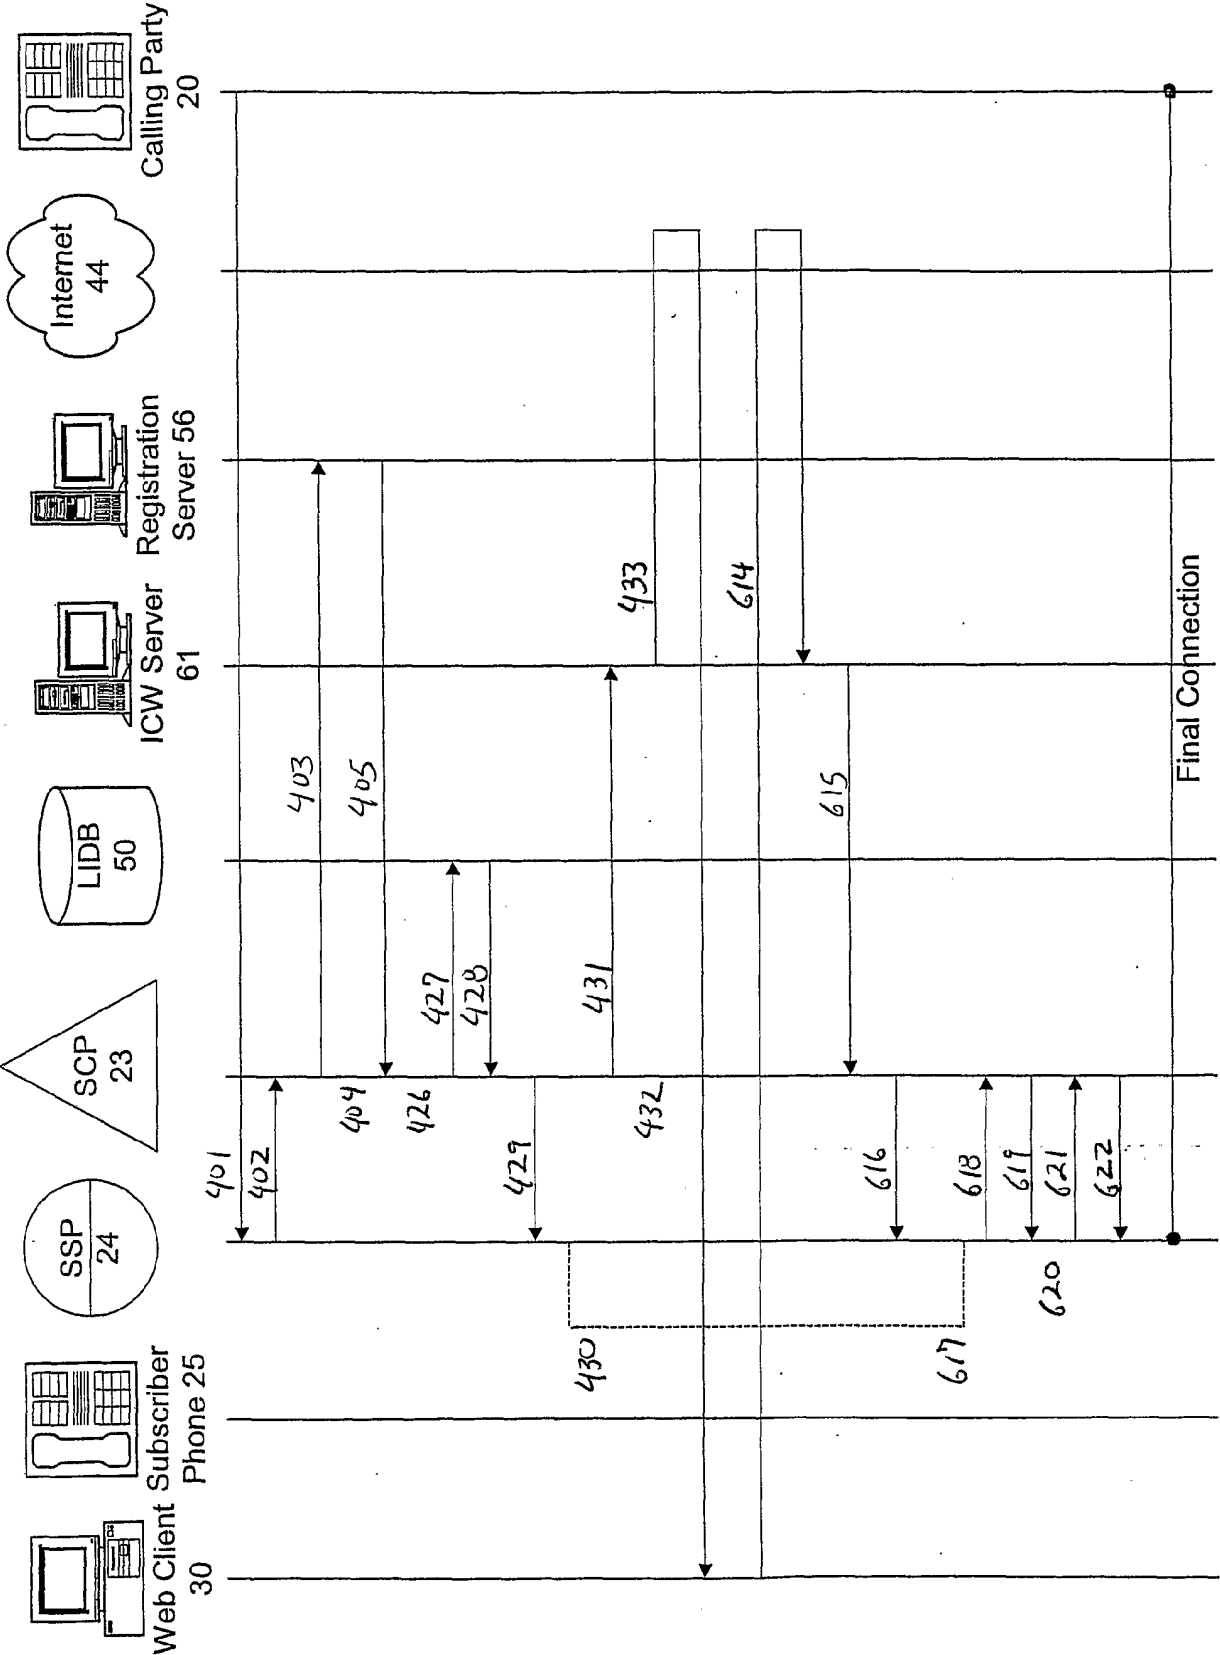 Web Client
30
Subscriber
Phone 25
SSP
24
SCP
23
LIDB
50
ICW Server
61
Registration
Server 56
Internet
44
Calling Party
20
401
402
403
404
405
426
427
428
429
430
431
432
433
614
615
616
617
618
619
620
621
622
Final Connection